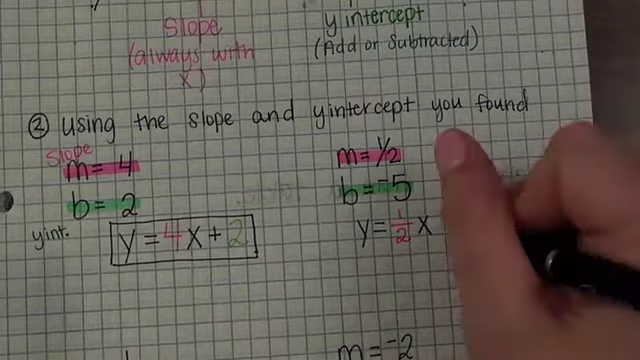 Slope
(always with
x)
y intercept
(Add or Subtracted)
② Using the slope and y intercept you found
Slope
m = 4
b = 2
yint.
y = 4x + 2
m = 1/2
b = -5
y = 1/2 x
m = -2